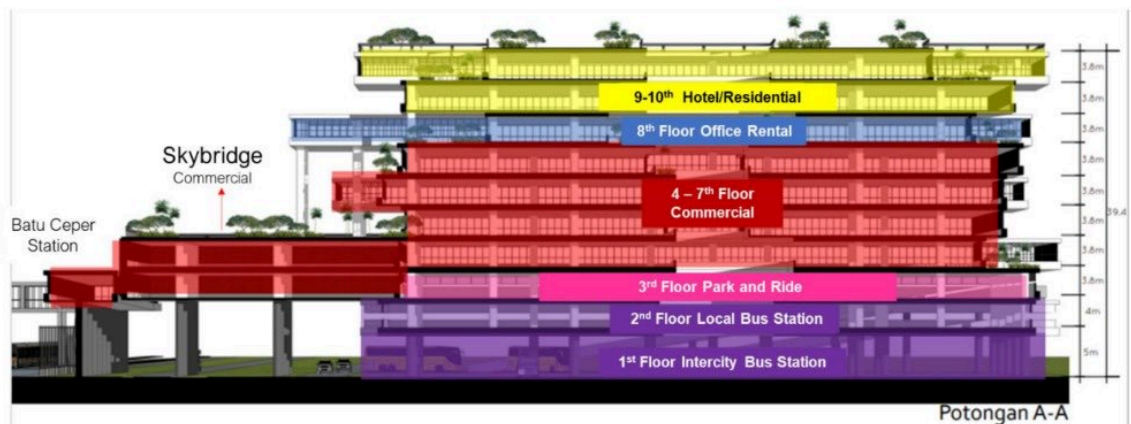 9-10th Hotel/Residential
8th Floor Office Rental
Skybridge
Commercial
4 – 7th Floor
Commercial
Batu Ceper
Station
3rd Floor Park and Ride
2nd Floor Local Bus Station
1st Floor Intercity Bus Station
3.8m
3.8m
3.8m
3.8m
3.8m
3.8m
3.8m
3.8m
4m
5m
39,4
Potongan A-A